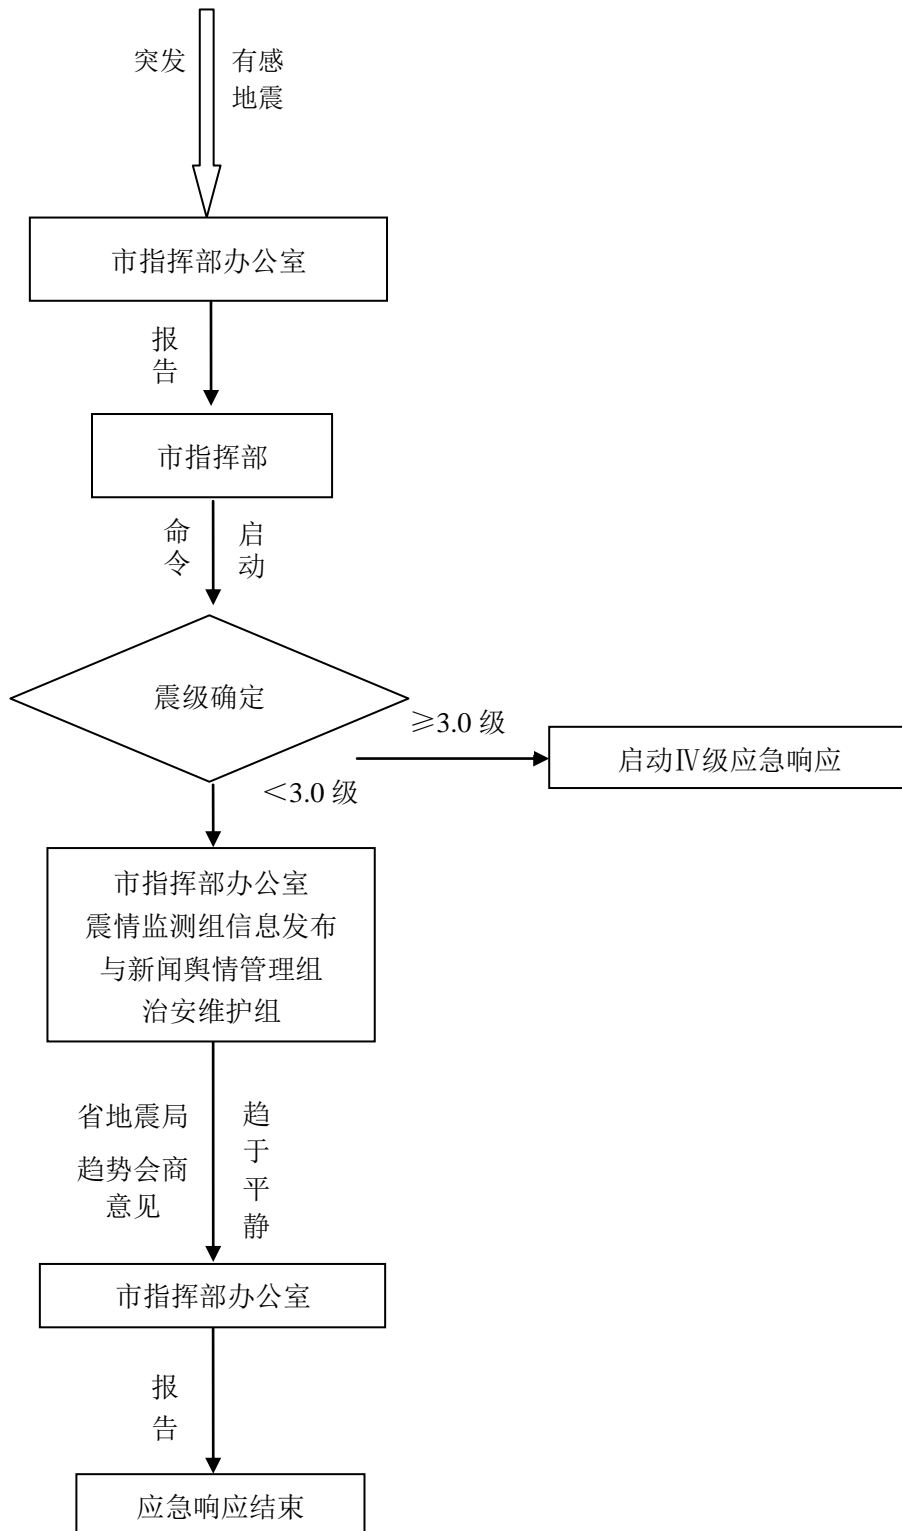 突发
有感
地震
市指挥部办公室
报
告
市指挥部
命
令
启
动
震级确定
≥3.0 级
启动Ⅳ级应急响应
＜3.0 级
市指挥部办公室
震情监测组信息发布
与新闻舆情管理组
治安维护组
省地震局
趋势会商
意见
趋
于
平
静
市指挥部办公室
报
告
应急响应结束